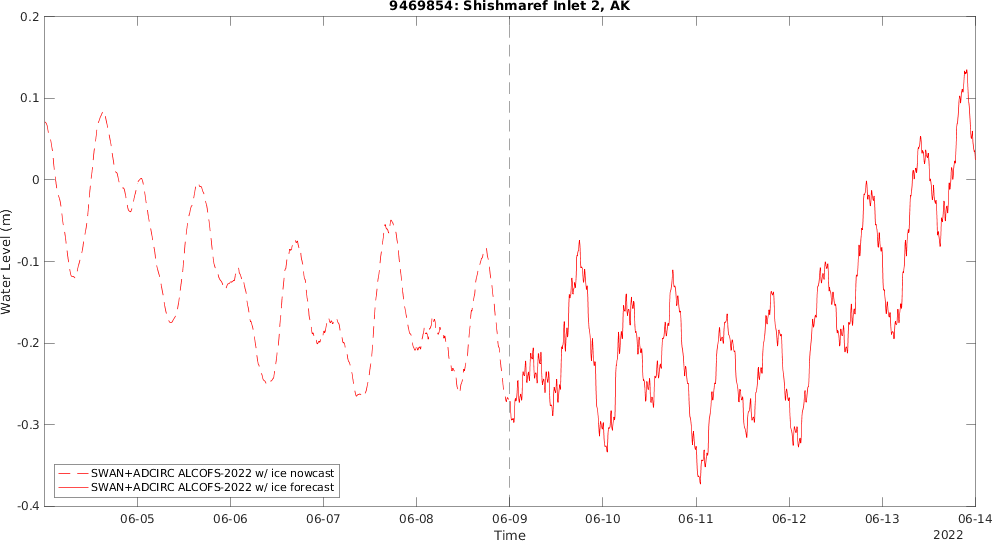 9469854: Shishmaref Inlet 2, AK
0.2
0.1
0
-0.1
-0.2
-0.3
-0.4
Water Level (m)
SWAN+ADCIRC ALCOFS-2022 w/ ice nowcast
SWAN+ADCIRC ALCOFS-2022 w/ ice forecast
06-05 06-06 06-07 06-08 06-09 06-10 06-11 06-12 06-13 06-14
Time
2022